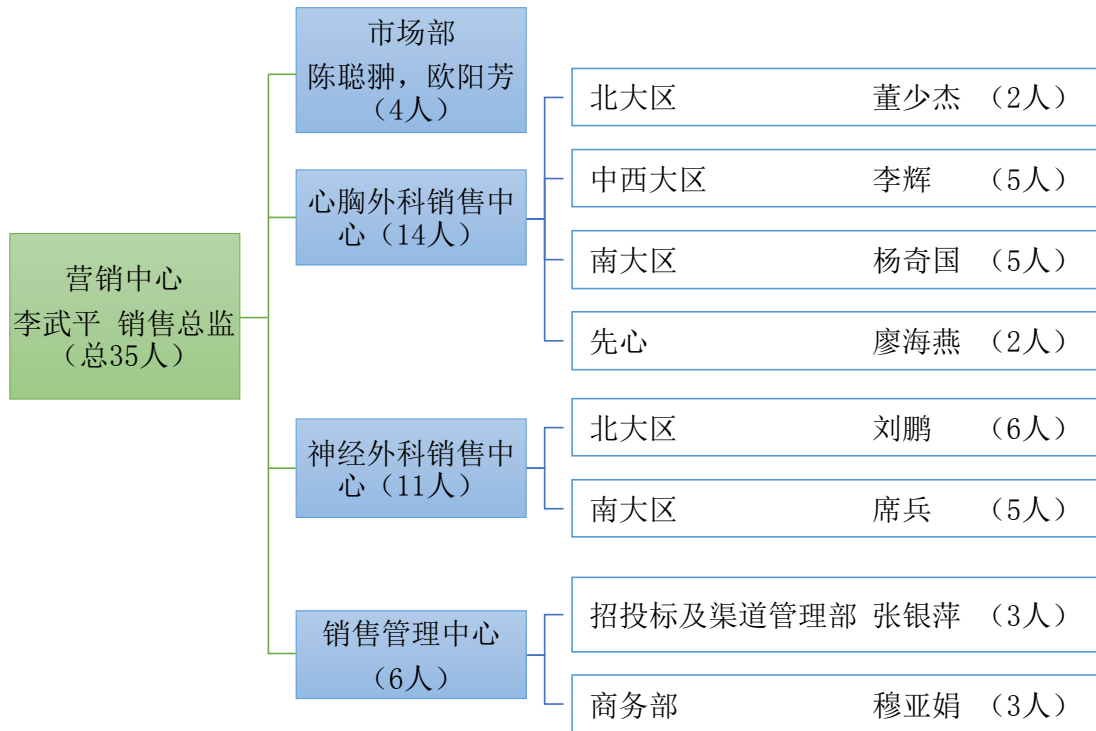 营销中心
李武平 销售总监
（总35人）
市场部
陈聪翀，欧阳芳
（4人）
心胸外科销售中
心（14人）
北大区 董少杰 （2人）
中西大区 李辉 （5人）
南大区 杨奇国 （5人）
先心 廖海燕 （2人）
神经外科销售中
心（11人）
北大区 刘鹏 （6人）
南大区 席兵 （5人）
销售管理中心
（6人）
招投标及渠道管理部 张银萍 （3人）
商务部 穆亚娟 （3人）